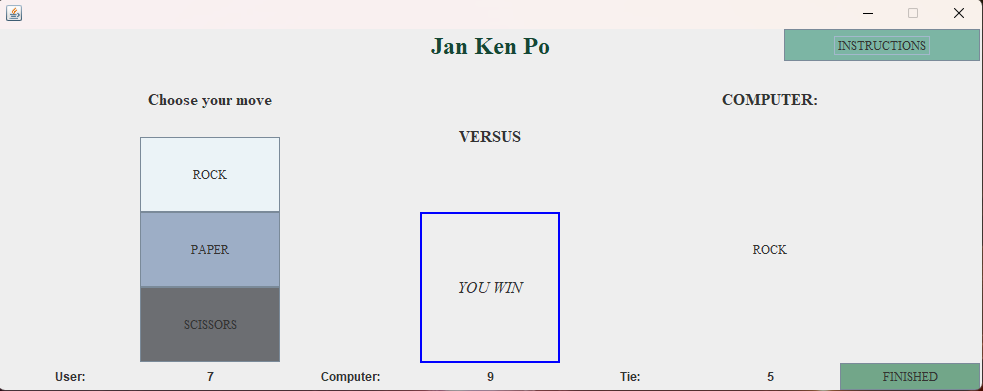 Jan Ken Po
INSTRUCTIONS
Choose your move
COMPUTER:
VERSUS
ROCK
PAPER
ROCK
YOU WIN
SCISSORS
User: 7 Computer: 9 Tie: 5 FINISHED